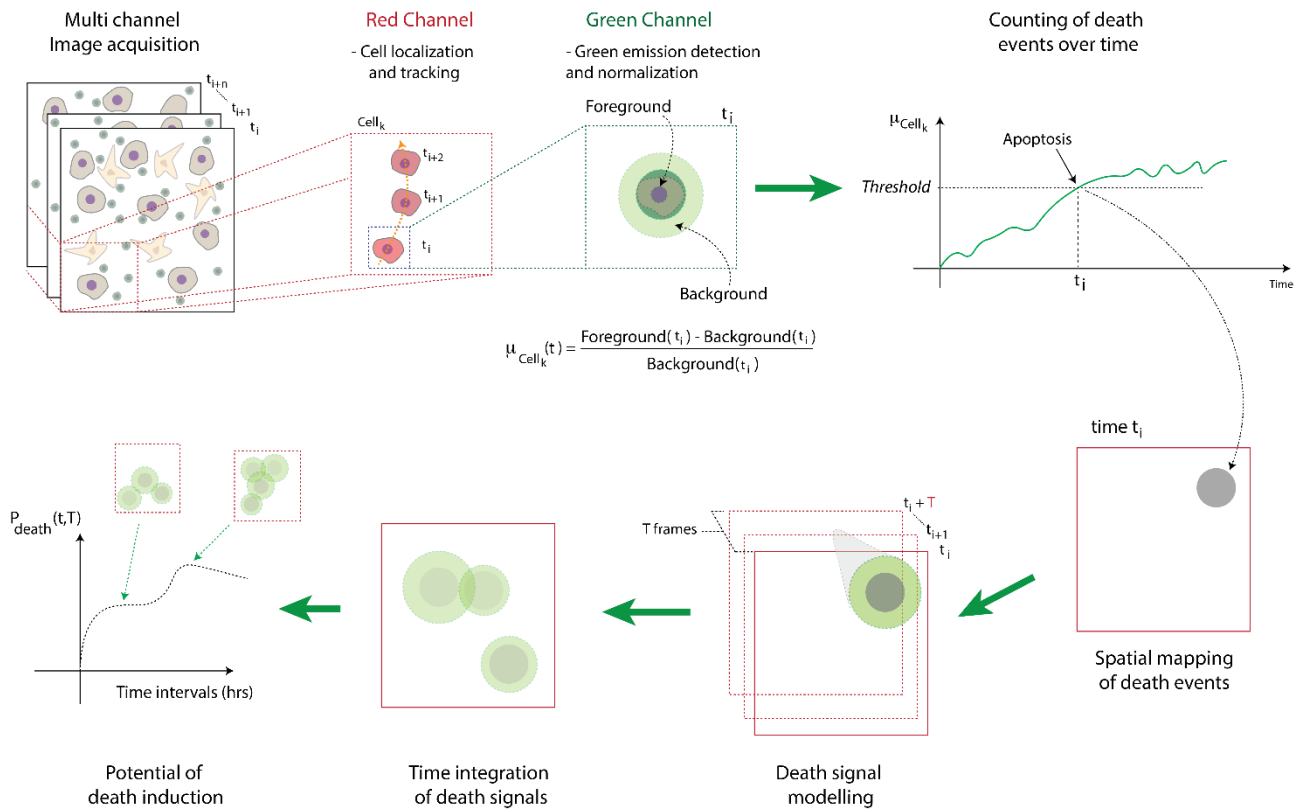 Multi channel
Image acquisition
t i+n
t i+1
t i
Red Channel
- Cell localization
and tracking
Cell k
t i+2
t i+1
t i
Green Channel
- Green emission detection
and normalization
Foreground
t i
Background
μ Cell k (t) = Foreground(t i) - Background(t i)
Background(t i)
Counting of death
events over time
μ Cell k
Apoptosis
Threshold
t i
Time
time t i
Spatial mapping
of death events
T frames
t i + T
t i+1
t i
Death signal
modelling
Time integration
of death signals
P death (t,T)
Time intervals (hrs)
Potential of
death induction